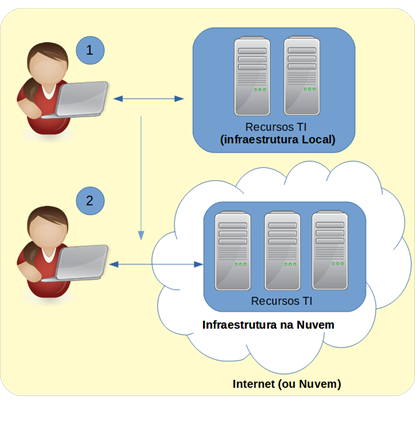 1
Recursos TI
(infraestrutura Local)
2
Recursos TI
Infraestrutura na Nuvem
Internet (ou Nuvem)